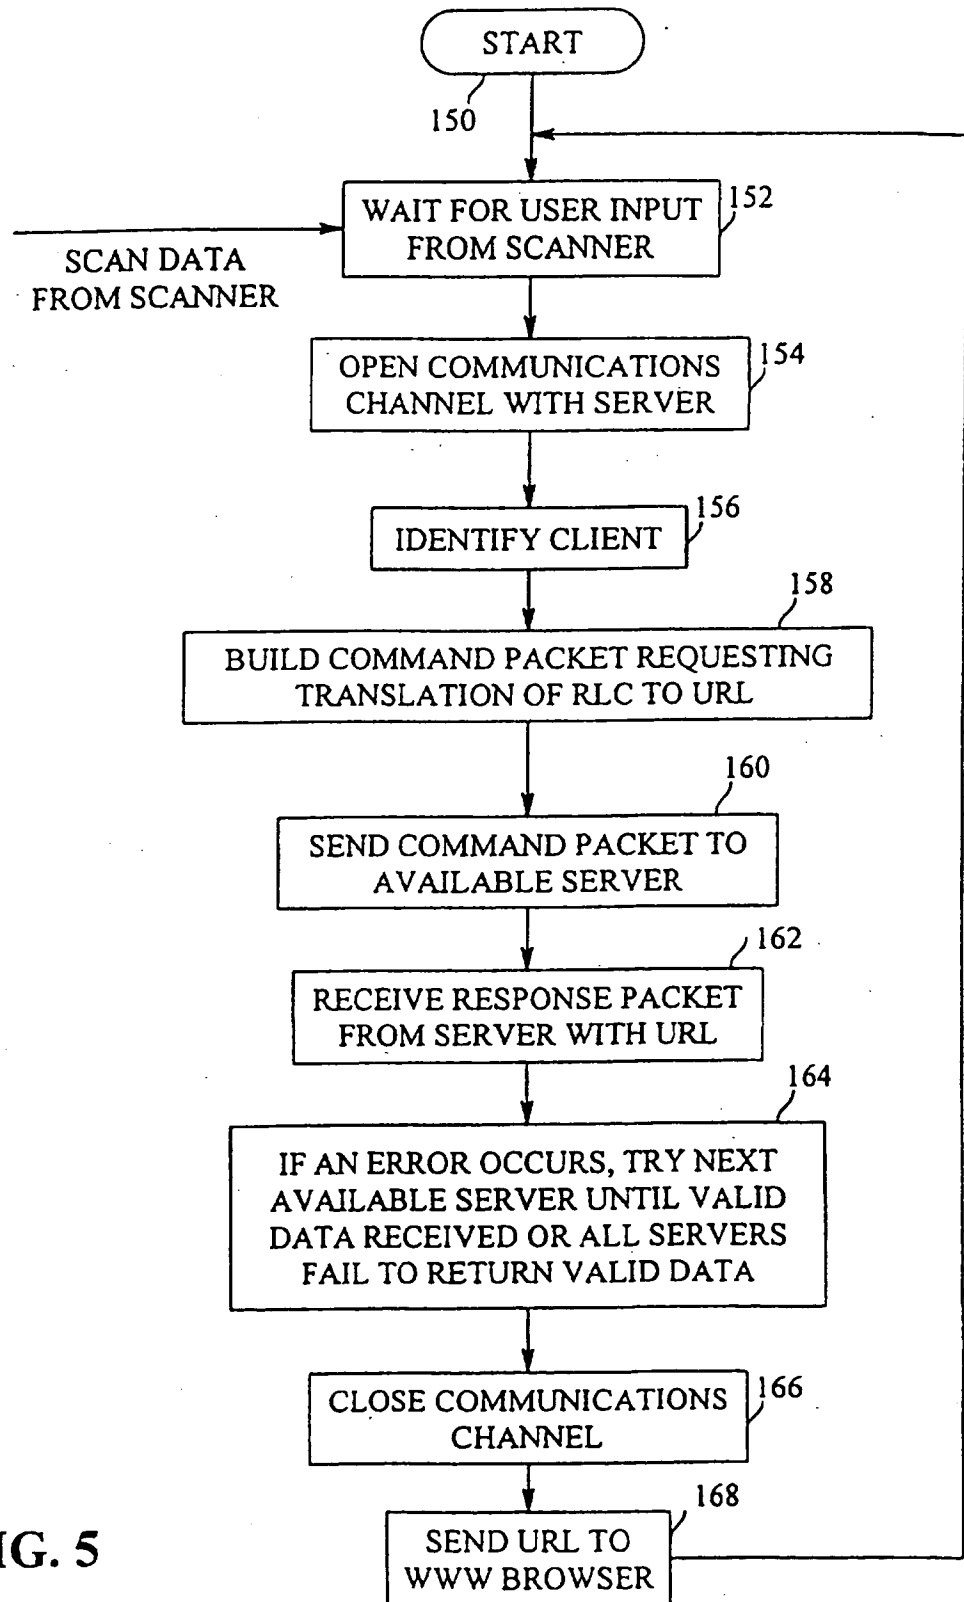 START
150
WAIT FOR USER INPUT
FROM SCANNER
152
SCAN DATA
FROM SCANNER
OPEN COMMUNICATIONS
CHANNEL WITH SERVER
154
IDENTIFY CLIENT
156
158
BUILD COMMAND PACKET REQUESTING
TRANSLATION OF RLC TO URL
160
SEND COMMAND PACKET TO
AVAILABLE SERVER
162
RECEIVE RESPONSE PACKET
FROM SERVER WITH URL
164
IF AN ERROR OCCURS, TRY NEXT
AVAILABLE SERVER UNTIL VALID
DATA RECEIVED OR ALL SERVERS
FAIL TO RETURN VALID DATA
CLOSE COMMUNICATIONS
CHANNEL
166
168
SEND URL TO
WWW BROWSER
IG. 5